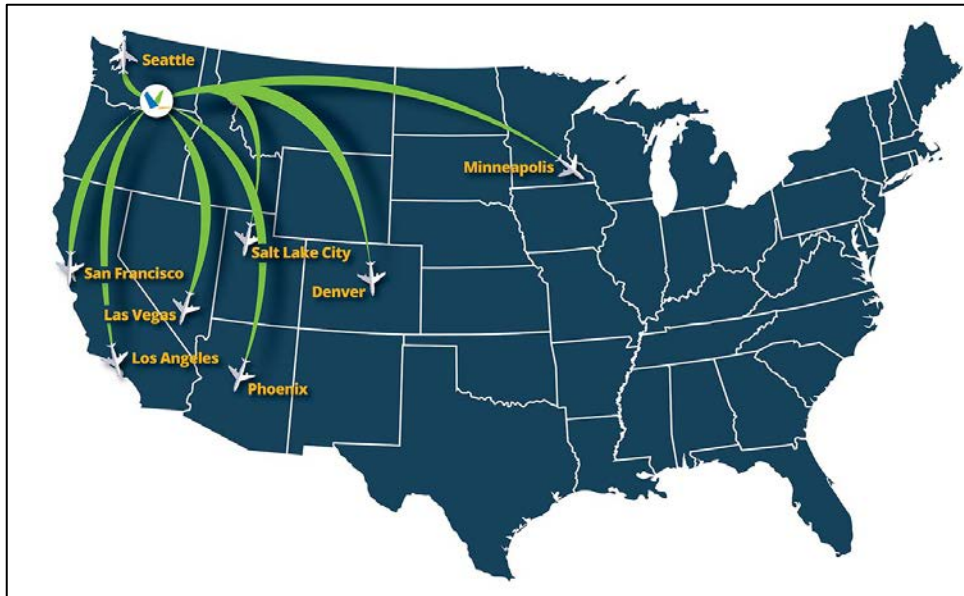 Seattle
Minneapolis
Salt Lake City
San Francisco
Denver
Las Vegas
Los Angeles
Phoenix